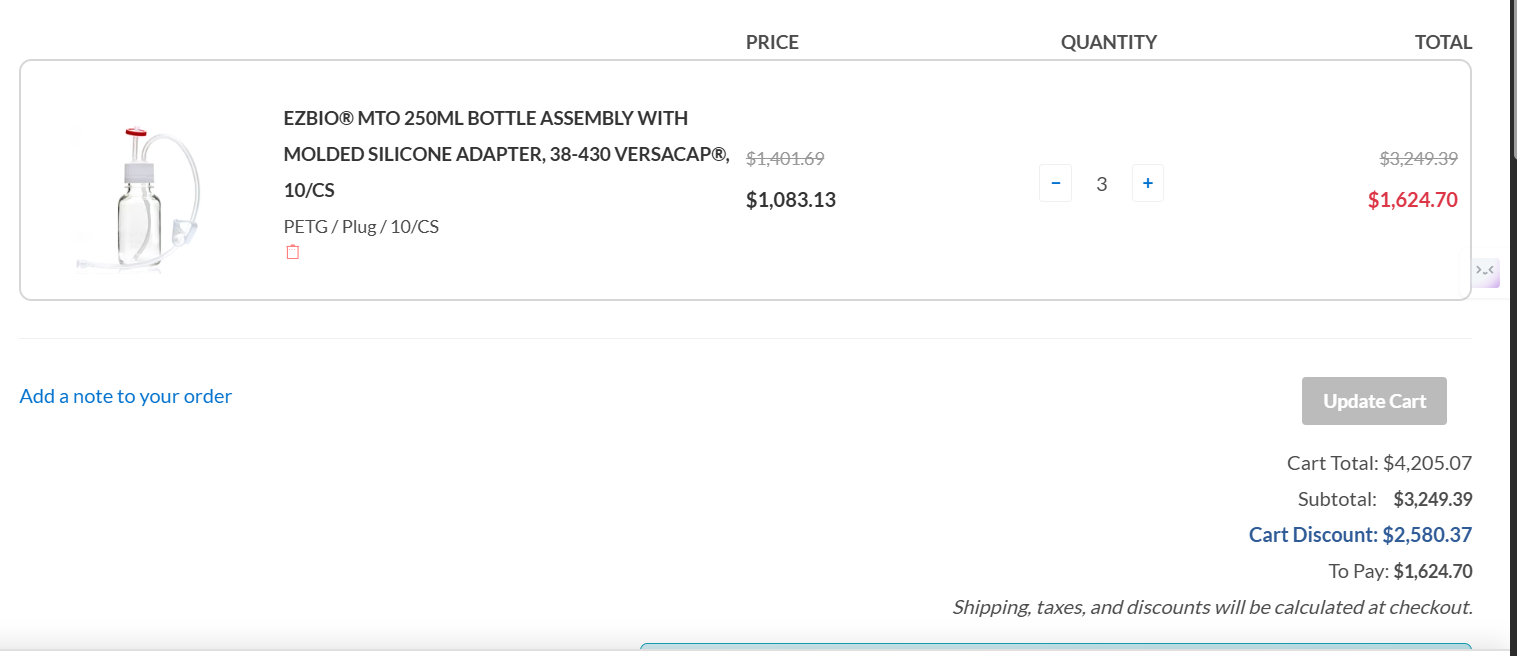 PRICE QUANTITY TOTAL
EZBIO® MTO 250ML BOTTLE ASSEMBLY WITH
MOLDED SILICONE ADAPTER, 38-430 VERSACAP®,
10/CS
PETG / Plug / 10/CS
$1,401.69
$1,083.13
− 3 +
$3,249.39
$1,624.70
Add a note to your order
Update Cart
Cart Total: $4,205.07
Subtotal: $3,249.39
Cart Discount: $2,580.37
To Pay: $1,624.70
Shipping, taxes, and discounts will be calculated at checkout.